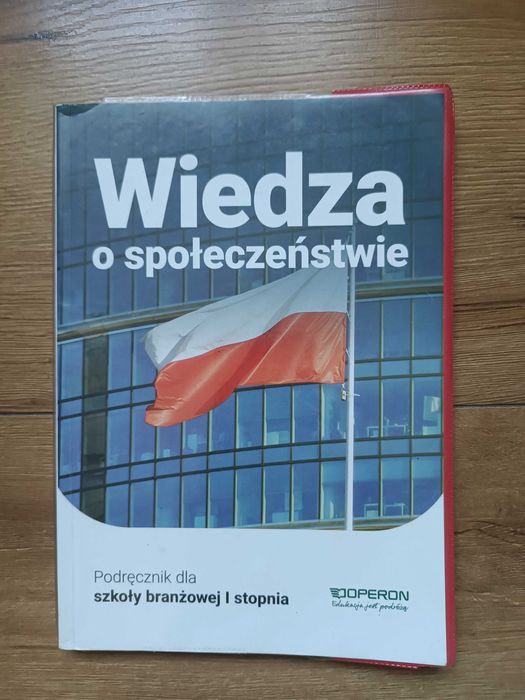 Wiedza
o społeczeństwie
Podręcznik dla
szkoły branżowej I stopnia
OPERON
Edukacja jest podróżą